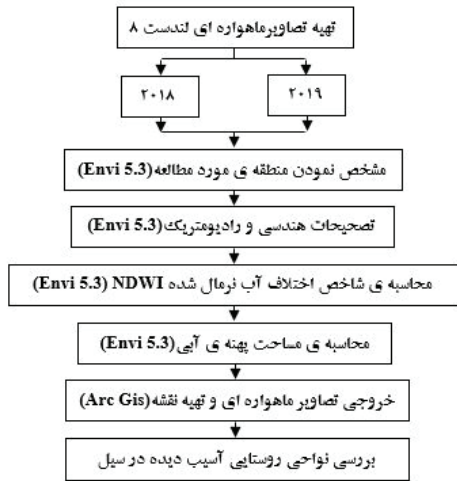 تهیه تصاویرماهواره ای لندست ۸
۲۰۱۹
۲۰۱۸
مشخص نمودن منطقه ی مورد مطالعه(Envi 5.3)
تصحیحات هندسی و رادیومتریک(Envi 5.3)
محاسبه ی شاخص اختلاف آب نرمال شده NDWI (Envi 5.3)
محاسبه ی مساحت پهنه ی آبی(Envi 5.3)
خروجی تصاویر ماهواره ای و تهیه نقشه(Arc Gis)
بررسی نواحی روستایی آسیب دیده در سیل